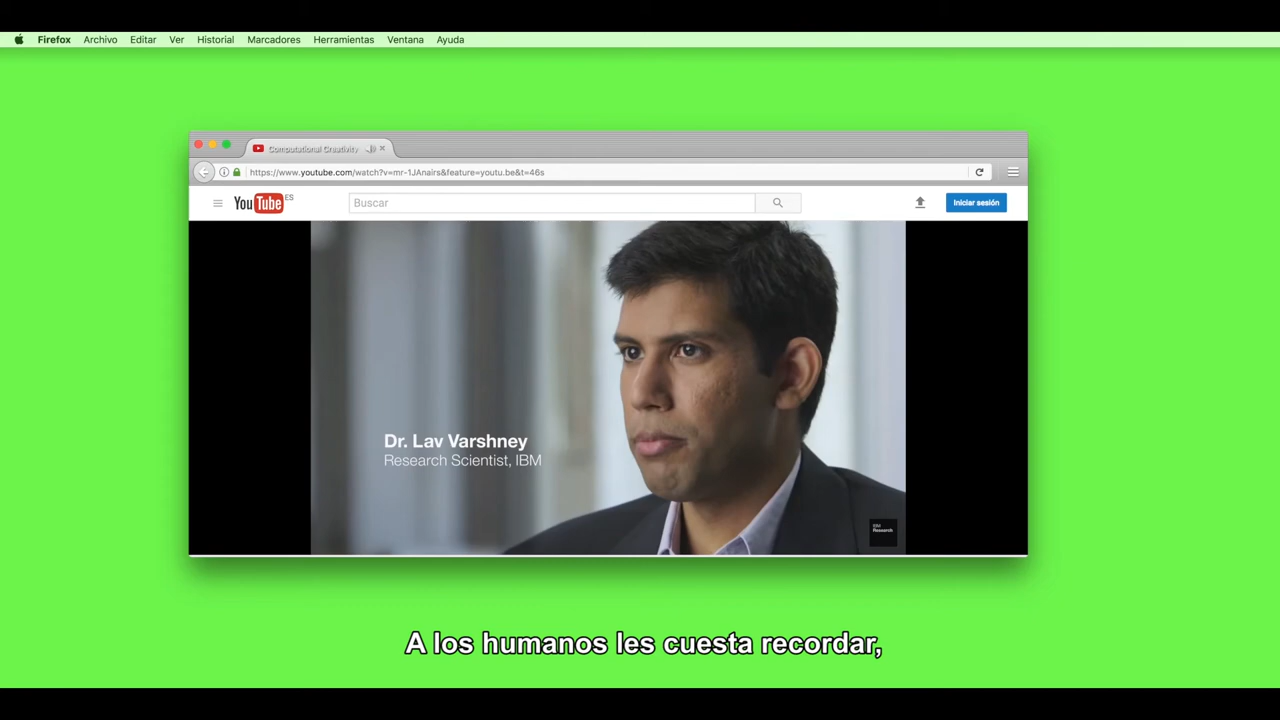 Firefox Archivo Editar Ver Historial Marcadores Herramientas Ventana Ayuda
Computational Creativity
https://www.youtube.com/watch?v=mr-1JAnairs&feature=youtu.be&t=46s
YouTube ES
Buscar
Iniciar sesión
Dr. Lav Varshney
Research Scientist, IBM
IBM
Research
A los humanos les cuesta recordar,